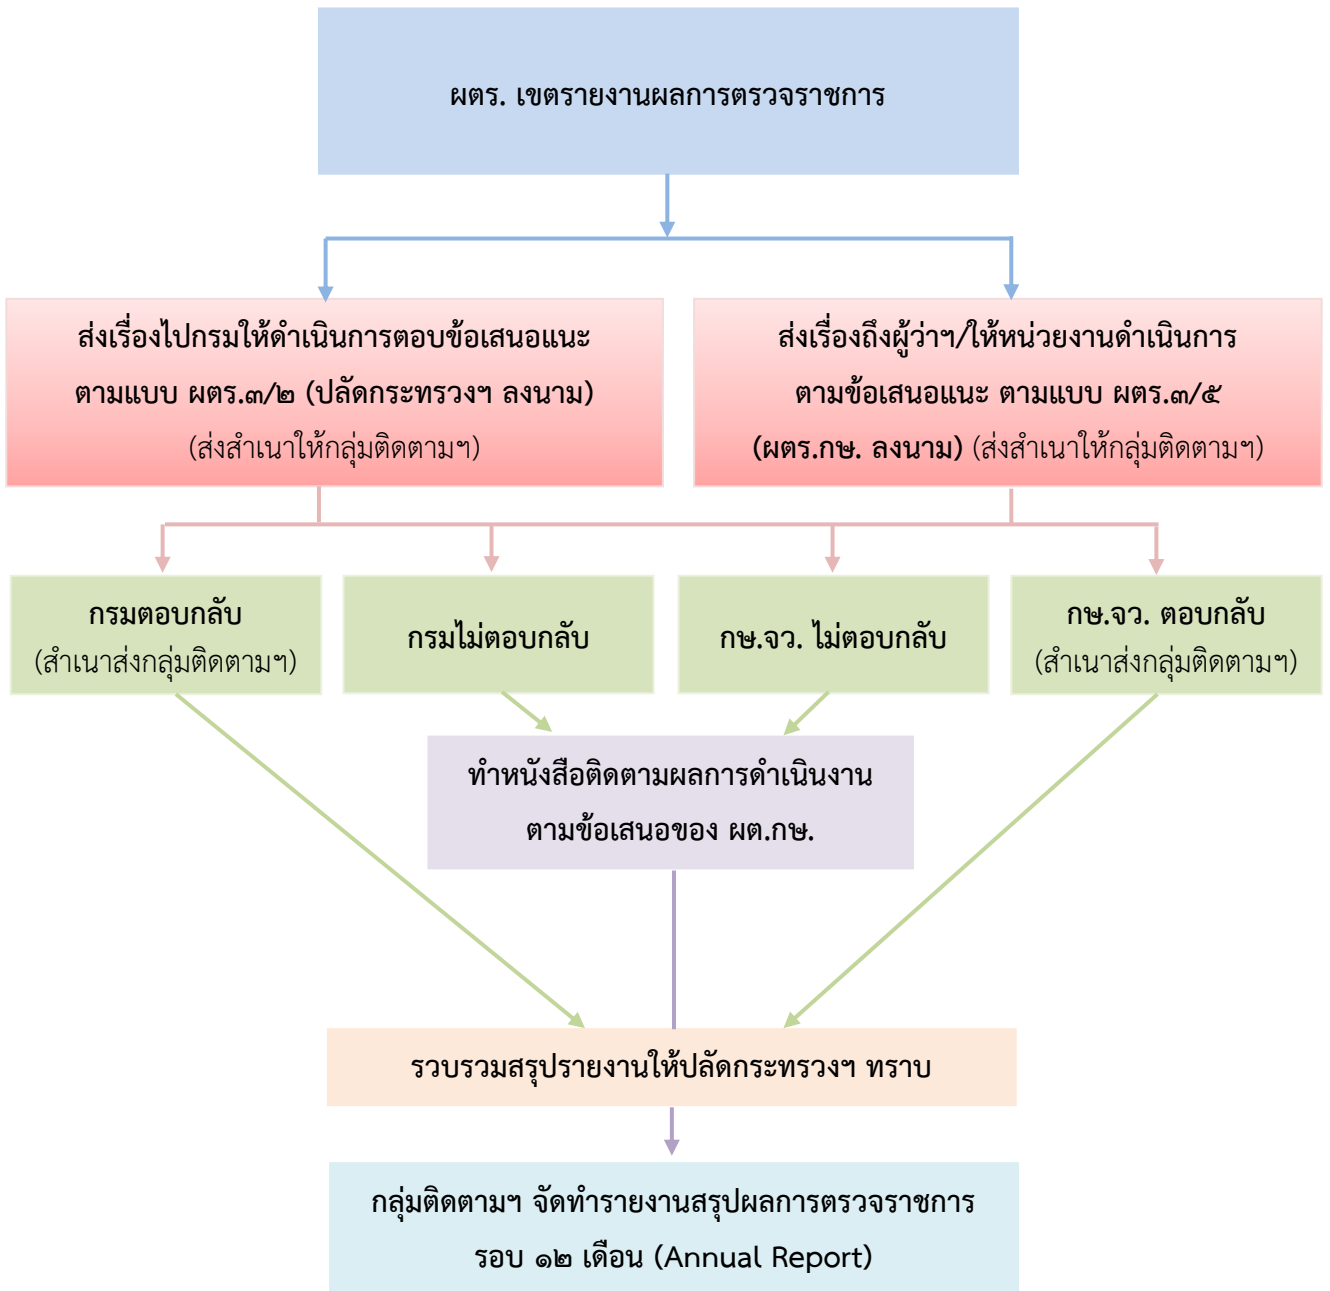 ผตร. เขตรายงานผลการตรวจราชการ
ส่งเรื่องไปกรมให้ดำเนินการตอบข้อเสนอแนะ
ตามแบบ ผตร.๓/๒ (ปลัดกระทรวงฯ ลงนาม)
(ส่งสำเนาให้กลุ่มติดตามฯ)
ส่งเรื่องถึงผู้ว่าฯ/ให้หน่วยงานดำเนินการ
ตามข้อเสนอแนะ ตามแบบ ผตร.๓/๕
(ผตร.กษ. ลงนาม) (ส่งสำเนาให้กลุ่มติดตามฯ)
กรมตอบกลับ
(สำเนาส่งกลุ่มติดตามฯ)
กรมไม่ตอบกลับ
กษ.จว. ไม่ตอบกลับ
กษ.จว. ตอบกลับ
(สำเนาส่งกลุ่มติดตามฯ)
ทำหนังสือติดตามผลการดำเนินงาน
ตามข้อเสนอของ ผต.กษ.
รวบรวมสรุปรายงานให้ปลัดกระทรวงฯ ทราบ
กลุ่มติดตามฯ จัดทำรายงานสรุปผลการตรวจราชการ
รอบ ๑๒ เดือน (Annual Report)